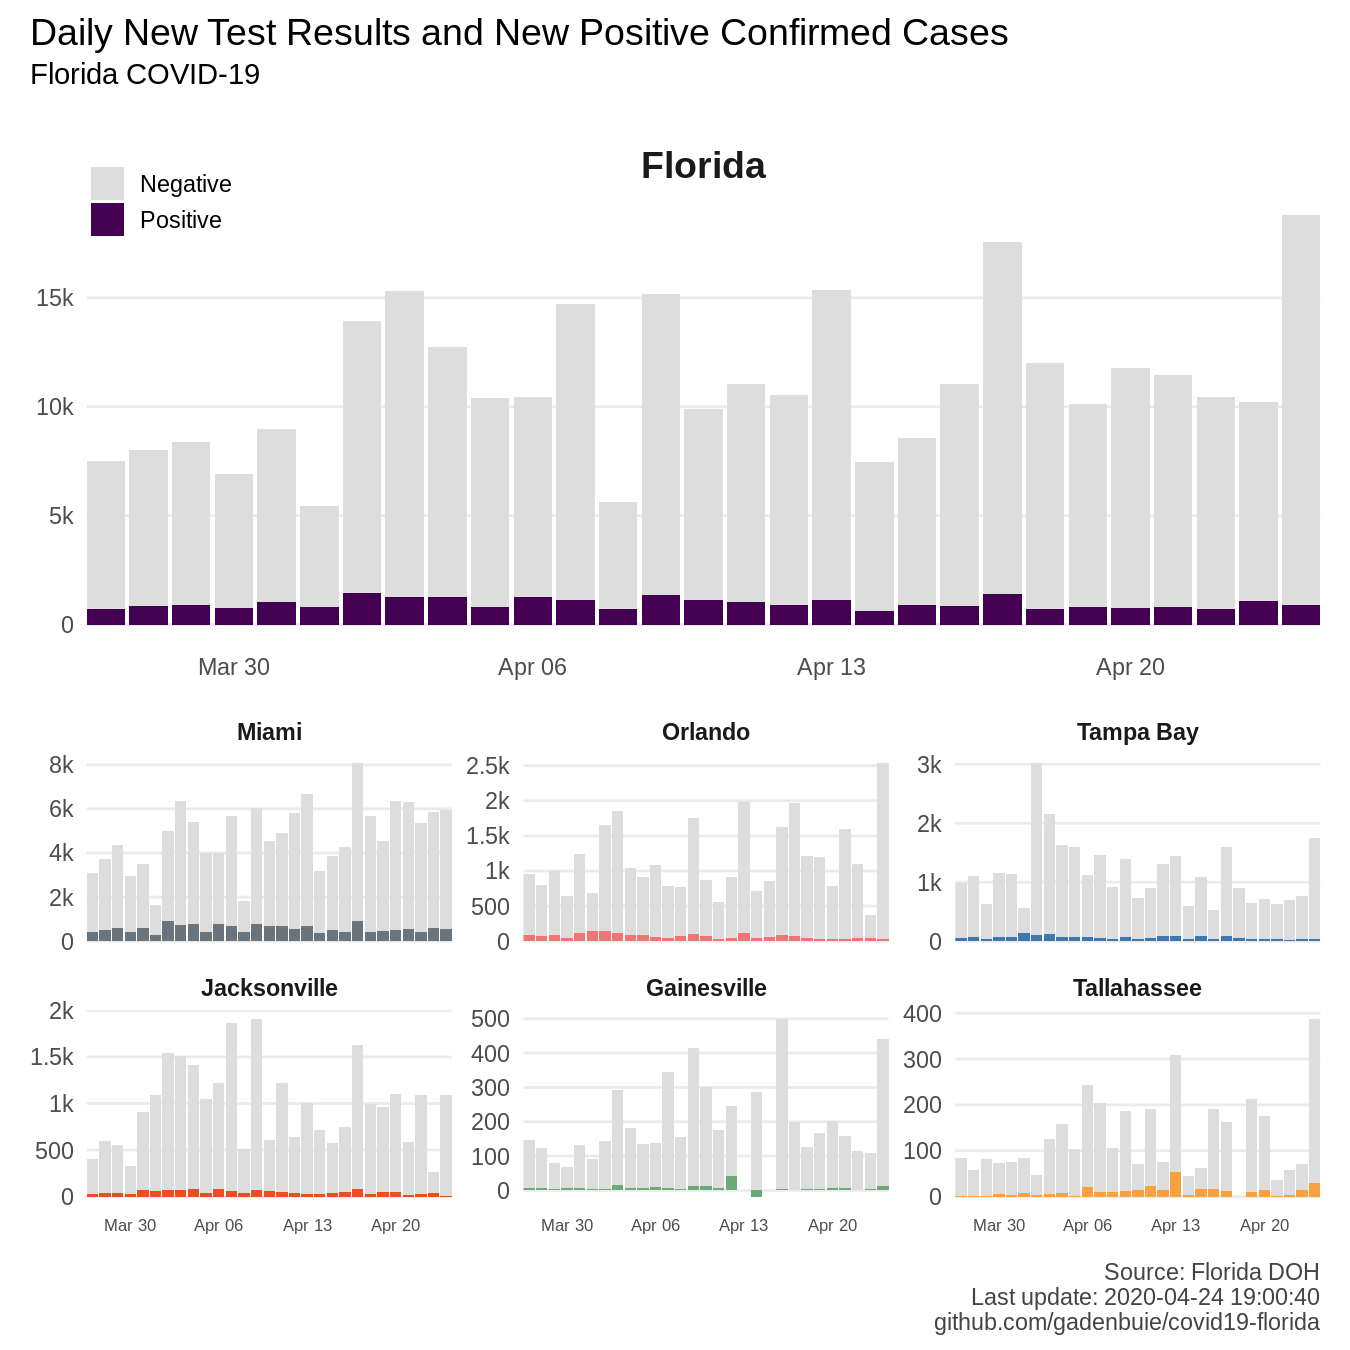 Daily New Test Results and New Positive Confirmed Cases
Florida COVID-19
Florida
Negative
Positive
15k
10k
5k
0
Mar 30 Apr 06 Apr 13 Apr 20
Miami
8k
6k
4k
2k
0
Orlando
2.5k
2k
1.5k
1k
500
0
Tampa Bay
3k
2k
1k
0
Jacksonville
2k
1.5k
1k
500
0
Mar 30 Apr 06 Apr 13 Apr 20
Gainesville
500
400
300
200
100
0
Mar 30 Apr 06 Apr 13 Apr 20
Tallahassee
400
300
200
100
0
Mar 30 Apr 06 Apr 13 Apr 20
Source: Florida DOH
Last update: 2020-04-24 19:00:40
github.com/gadenbuie/covid19-florida